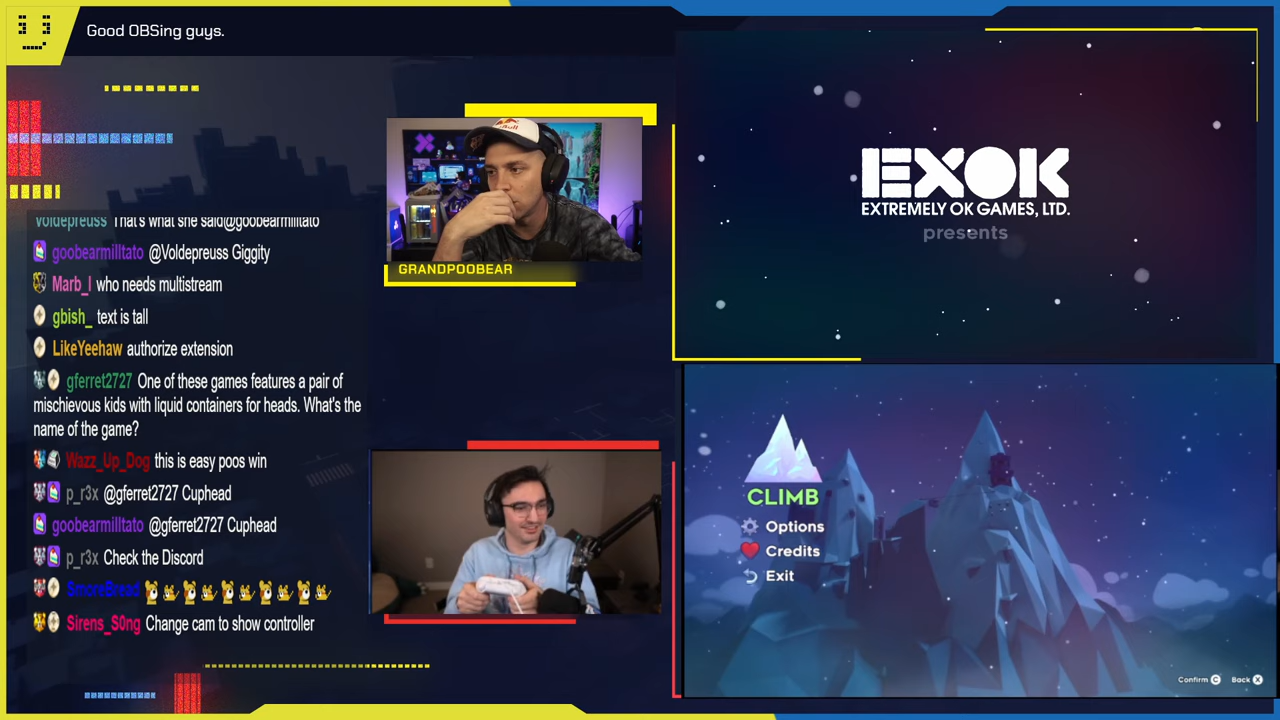 Good OBSing guys.
Voldepreuss That's what she said@goobearmilltato
goobearmilltato @Voldepreuss Giggity
Marb_I who needs multistream
gbish_ text is tall
LikeYeehaw authorize extension
gferret2727 One of these games features a pair of
mischievous kids with liquid containers for heads. What's the
name of the game?
Wazz_Up_Dog this is easy poos win
p_r3x @gferret2727 Cuphead
goobearmilltato @gferret2727 Cuphead
p_r3x Check the Discord
SmoreBread
Sirens_S0ng Change cam to show controller
GRANDPOOBEAR
EXOK
EXTREMELY OK GAMES, LTD.
presents
CLIMB
Options
Credits
Exit
Confirm C Back X